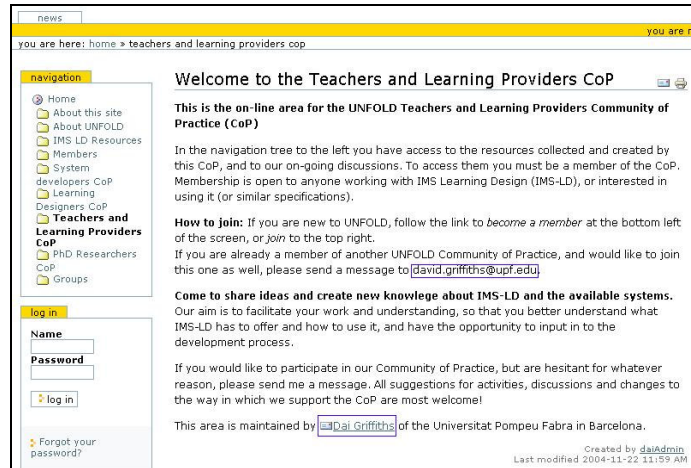 news
you are n
you are here: home » teachers and learning providers cop
navigation
Home
About this site
About UNFOLD
IMS LD Resources
Members
System
developers CoP
Learning
Designers CoP
Teachers and
Learning Providers
CoP
PhD Researchers
CoP
Groups
log in
Name
Password
log in
Forgot your
password?
Welcome to the Teachers and Learning Providers CoP
This is the on-line area for the UNFOLD Teachers and Learning Providers Community of
Practice (CoP)
In the navigation tree to the left you have access to the resources collected and created by
this CoP, and to our on-going discussions. To access them you must be a member of the CoP.
Membership is open to anyone working with IMS Learning Design (IMS-LD), or interested in
using it (or similar specifications).
How to join: If you are new to UNFOLD, follow the link to become a member at the bottom left
of the screen, or join to the top right.
If you are already a member of another UNFOLD Community of Practice, and would like to join
this one as well, please send a message to david.griffiths@upf.edu.
Come to share ideas and create new knowlege about IMS-LD and the available systems.
Our aim is to facilitate your work and understanding, so that you better understand what
IMS-LD has to offer and how to use it, and have the opportunity to input in to the
development process.
If you would like to participate in our Community of Practice, but are hesitant for whatever
reason, please send me a message. All suggestions for activities, discussions and changes to
the way in which we support the CoP are most welcome!
This area is maintained by Dai Griffiths of the Universitat Pompeu Fabra in Barcelona.
Created by daiAdmin
Last modified 2004-11-22 11:59 AM